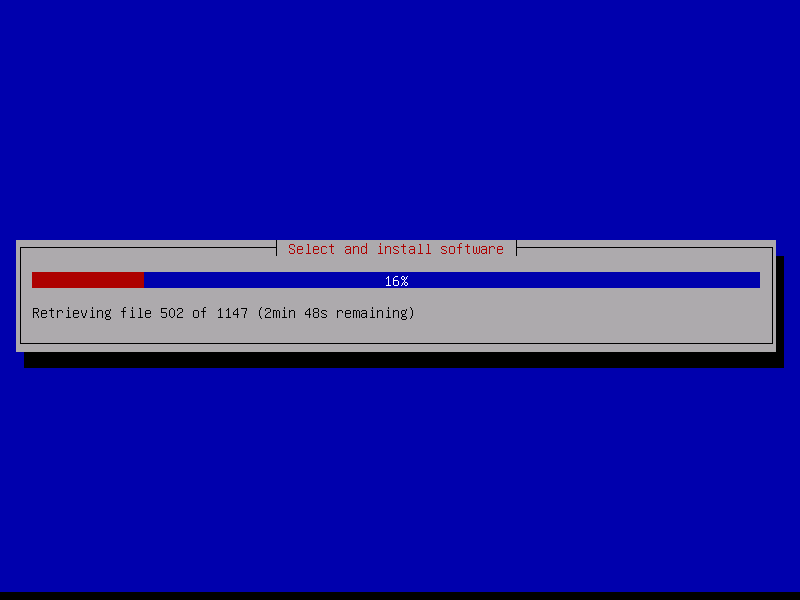 Select and install software
16%
Retrieving file 502 of 1147 (2min 48s remaining)